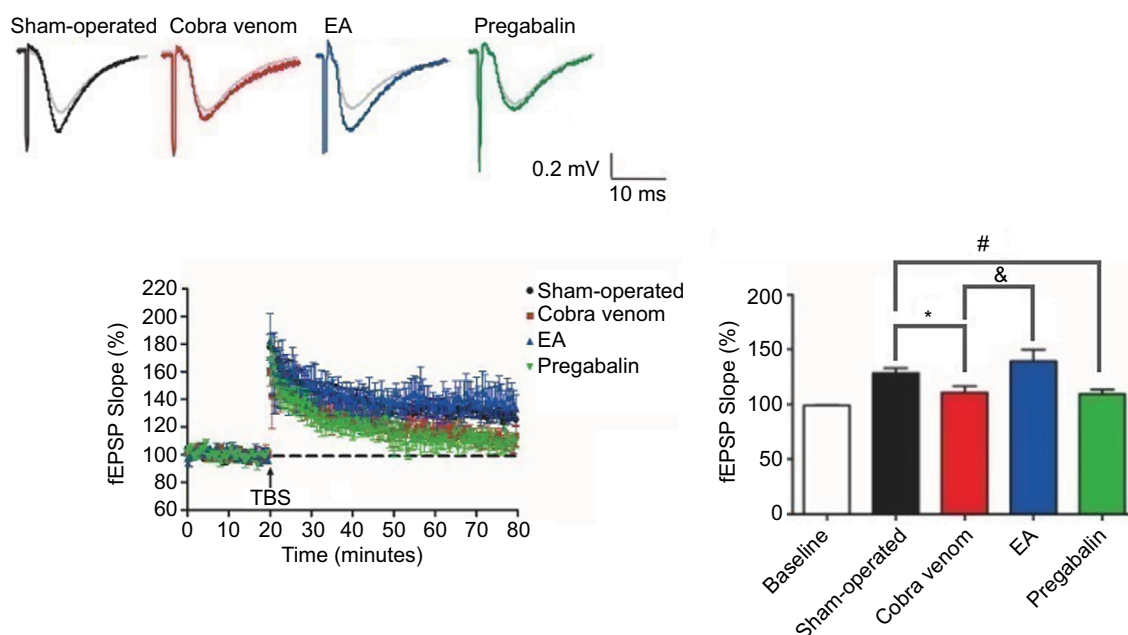 Sham-operated Cobra venom EA Pregabalin
0.2 mV
10 ms
fEPSP Slope (%)
220
200
180
160
140
120
100
80
60
TBS
0 10 20 30 40 50 60 70 80
Time (minutes)
Sham-operated
Cobra venom
EA
Pregabalin
fEPSP Slope (%)
200
150
100
50
0
#
&
*
Baseline
Sham-operated
Cobra venom
EA
Pregabalin